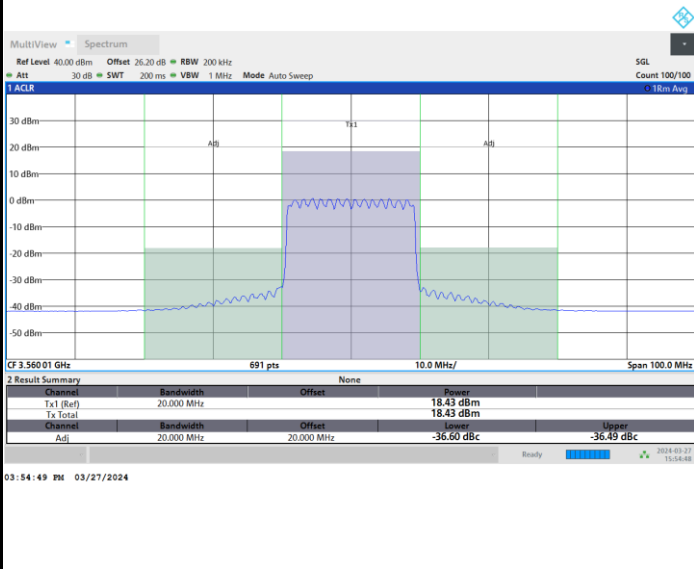 MultiView Spectrum
Ref Level 40.00 dBm Offset 26.20 dB RBW 200 kHz SGL
Att 30 dB SWT 200 ms VBW 1 MHz Mode Auto Sweep Count 100/100
1 ACLR 1Rm Avg
30 dBm
Tx1
20 dBm Adj Adj
10 dBm
0 dBm
-10 dBm
-20 dBm
-30 dBm
-40 dBm
-50 dBm
CF 3.560 01 GHz 691 pts 10.0 MHz/ Span 100.0 MHz
2 Result Summary None
Channel Bandwidth Offset Power
Tx1 (Ref) 20.000 MHz 18.43 dBm
Tx Total 18.43 dBm
Channel Bandwidth Offset Lower Upper
Adj 20.000 MHz 20.000 MHz -36.60 dBc -36.49 dBc
Ready 2024-03-27
15:54:48
03:54:49 PM 03/27/2024